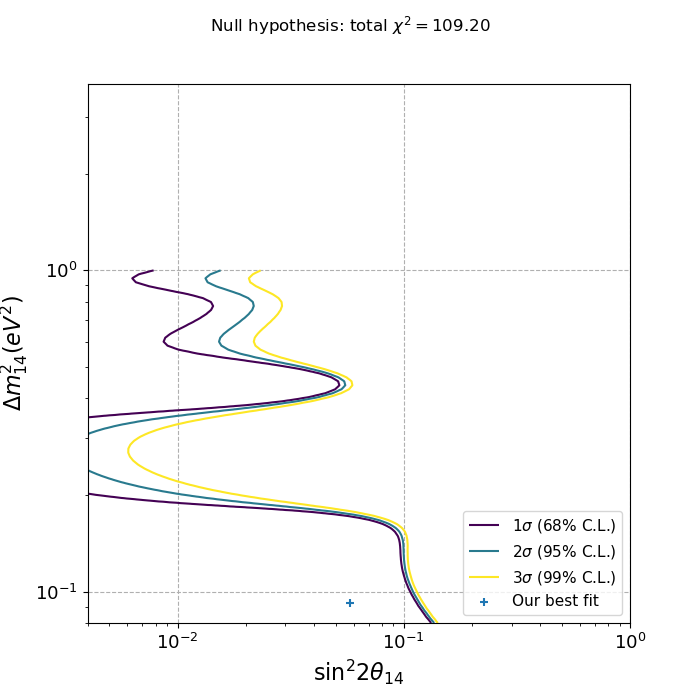 Null hypothesis: total χ² = 109.20
Δm²₁₄(eV²)
10⁰
10⁻¹
10⁻²
10⁻¹
10⁰
sin²2θ₁₄
1σ (68% C.L.)
2σ (95% C.L.)
3σ (99% C.L.)
Our best fit